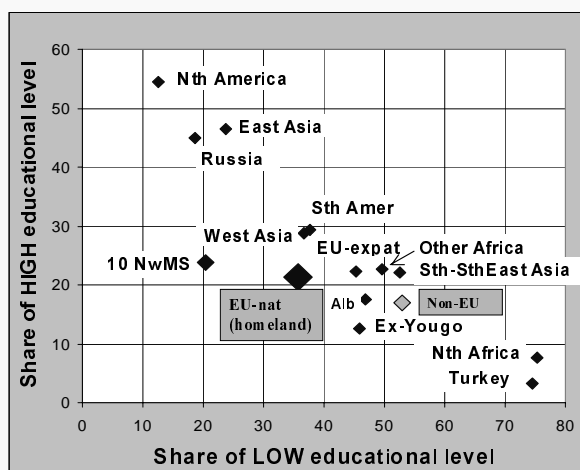 Share of HIGH educational level
60
50
40
30
20
10
0
Nth America
East Asia
Russia
Sth Amer
West Asia
EU-expat
Other Africa
10 NwMS
Sth-SthEast Asia
EU-nat
(homeland)
Alb
Non-EU
Ex-Yougo
Nth Africa
Turkey
0 10 20 30 40 50 60 70 80
Share of LOW educational level